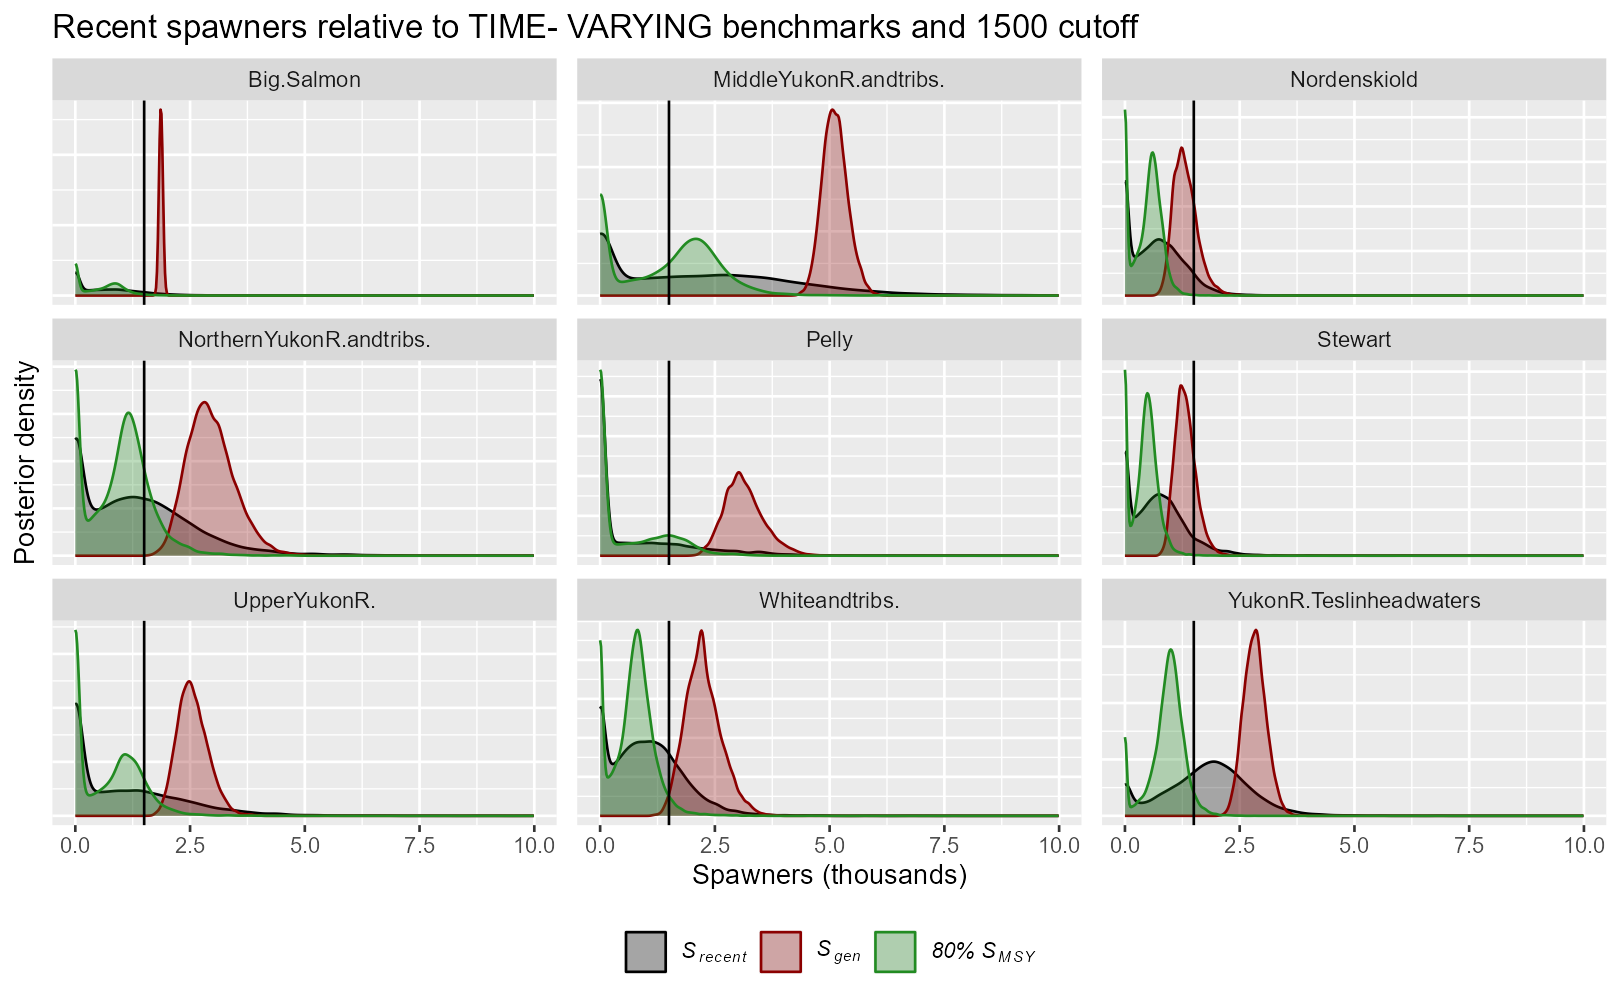 Recent spawners relative to TIME- VARYING benchmarks and 1500 cutoff
Big.Salmon
MiddleYukonR.andtribs.
Nordenskiold
NorthernYukonR.andtribs.
Pelly
Stewart
UpperYukonR.
Whiteandtribs.
YukonR.Teslinheadwaters
Posterior density
0.0 2.5 5.0 7.5 10.0 0.0 2.5 5.0 7.5 10.0 0.0 2.5 5.0 7.5 10.0
Spawners (thousands)
S recent S gen 80% S MSY